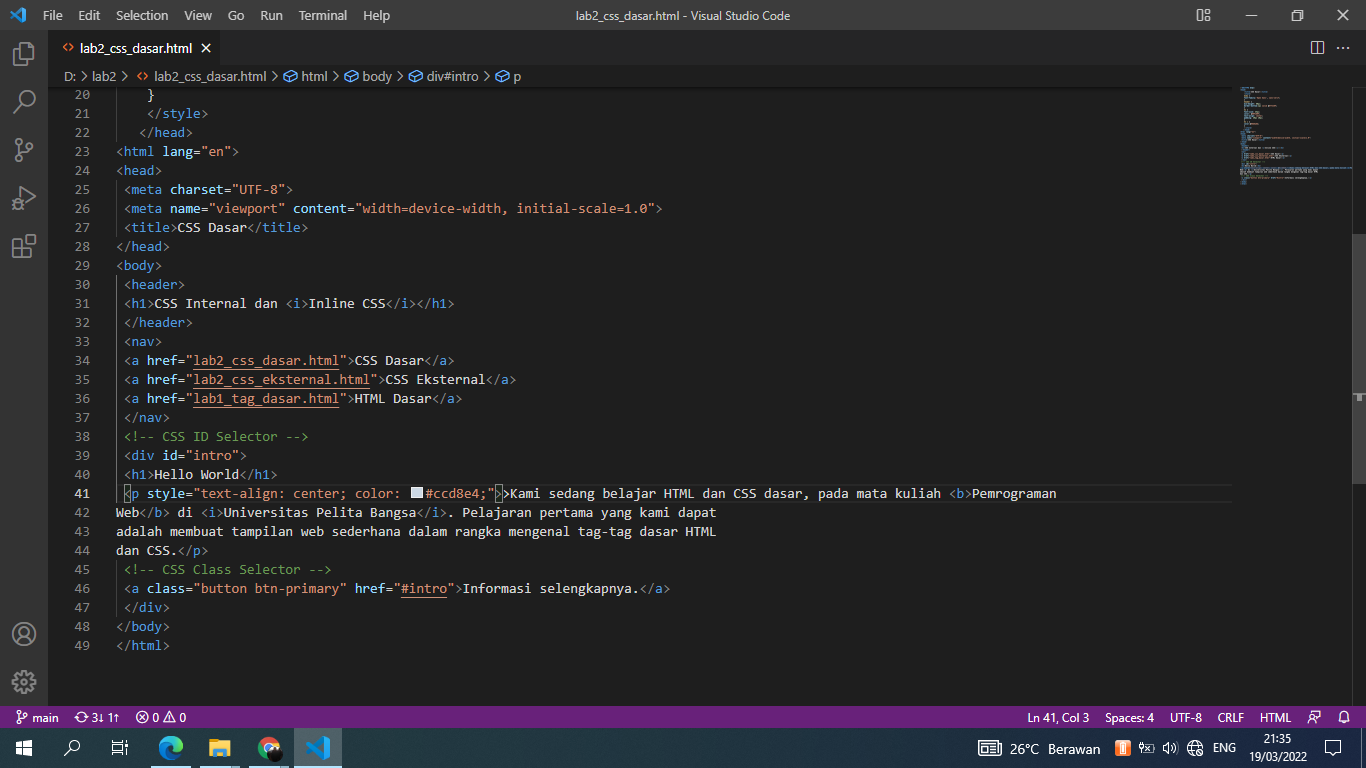 File Edit Selection View Go Run Terminal Help lab2_css_dasar.html - Visual Studio Code
lab2_css_dasar.html
D: > lab2 > lab2_css_dasar.html > html > body > div#intro > p
20 }
21 </style>
22 </head>
23 <html lang="en">
24 <head>
25 <meta charset="UTF-8">
26 <meta name="viewport" content="width=device-width, initial-scale=1.0">
27 <title>CSS Dasar</title>
28 </head>
29 <body>
30 <header>
31 <h1>CSS Internal dan <i>Inline CSS</i></h1>
32 </header>
33 <nav>
34 <a href="lab2_css_dasar.html">CSS Dasar</a>
35 <a href="lab2_css_eksternal.html">CSS Eksternal</a>
36 <a href="lab1_tag_dasar.html">HTML Dasar</a>
37 </nav>
38 <!-- CSS ID Selector -->
39 <div id="intro">
40 <h1>Hello World</h1>
41 <p style="text-align: center; color: #ccd8e4;">>Kami sedang belajar HTML dan CSS dasar, pada mata kuliah <b>Pemrograman
42 Web</b> di <i>Universitas Pelita Bangsa</i>. Pelajaran pertama yang kami dapat
43 adalah membuat tampilan web sederhana dalam rangka mengenal tag-tag dasar HTML
44 dan CSS.</p>
45 <!-- CSS Class Selector -->
46 <a class="button btn-primary" href="#intro">Informasi selengkapnya.</a>
47 </div>
48 </body>
49 </html>
main 3↓ 1↑ 0 0 Ln 41, Col 3 Spaces: 4 UTF-8 CRLF HTML
26°C Berawan ENG 21:35
19/03/2022